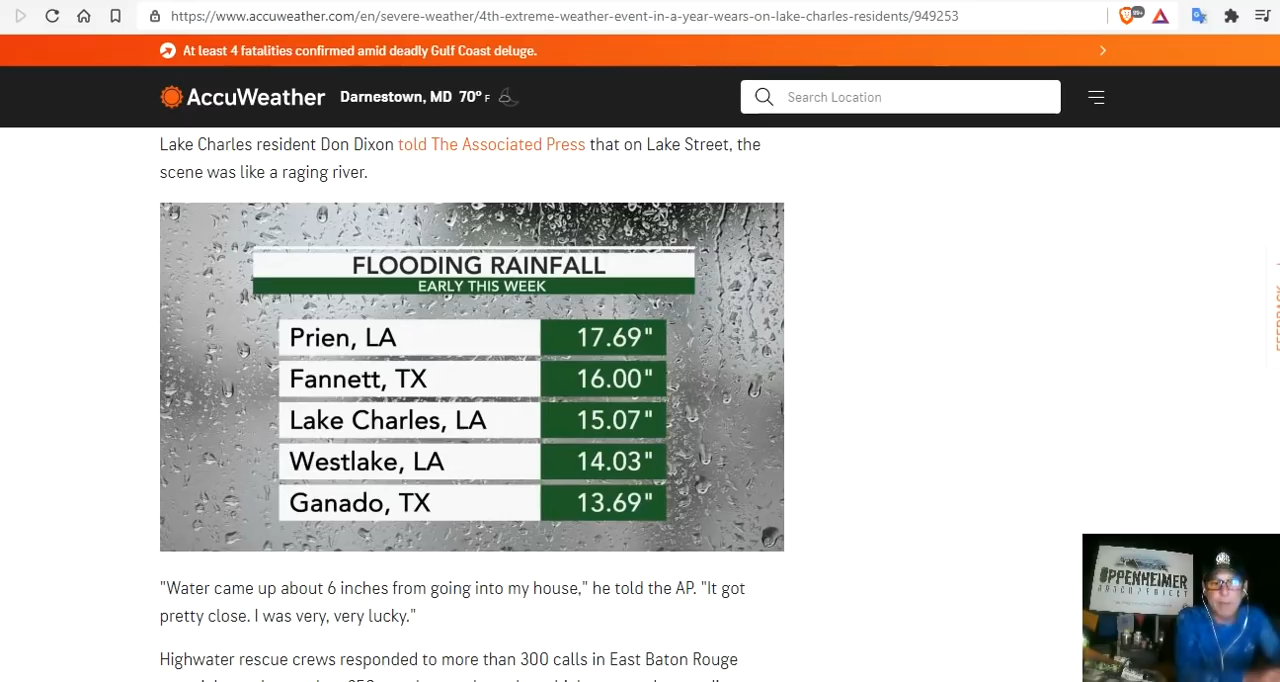 https://www.accuweather.com/en/severe-weather/4th-extreme-weather-event-in-a-year-wears-on-lake-charles-residents/949253
At least 4 fatalities confirmed amid deadly Gulf Coast deluge.
AccuWeather Darnestown, MD 70° F Search Location
Lake Charles resident Don Dixon told The Associated Press that on Lake Street, the
scene was like a raging river.
FLOODING RAINFALL
EARLY THIS WEEK
Prien, LA 17.69"
Fannett, TX 16.00"
Lake Charles, LA 15.07"
Westlake, LA 14.03"
Ganado, TX 13.69"
"Water came up about 6 inches from going into my house," he told the AP. "It got
pretty close. I was very, very lucky."
Highwater rescue crews responded to more than 300 calls in East Baton Rouge
OPPENHEIMER